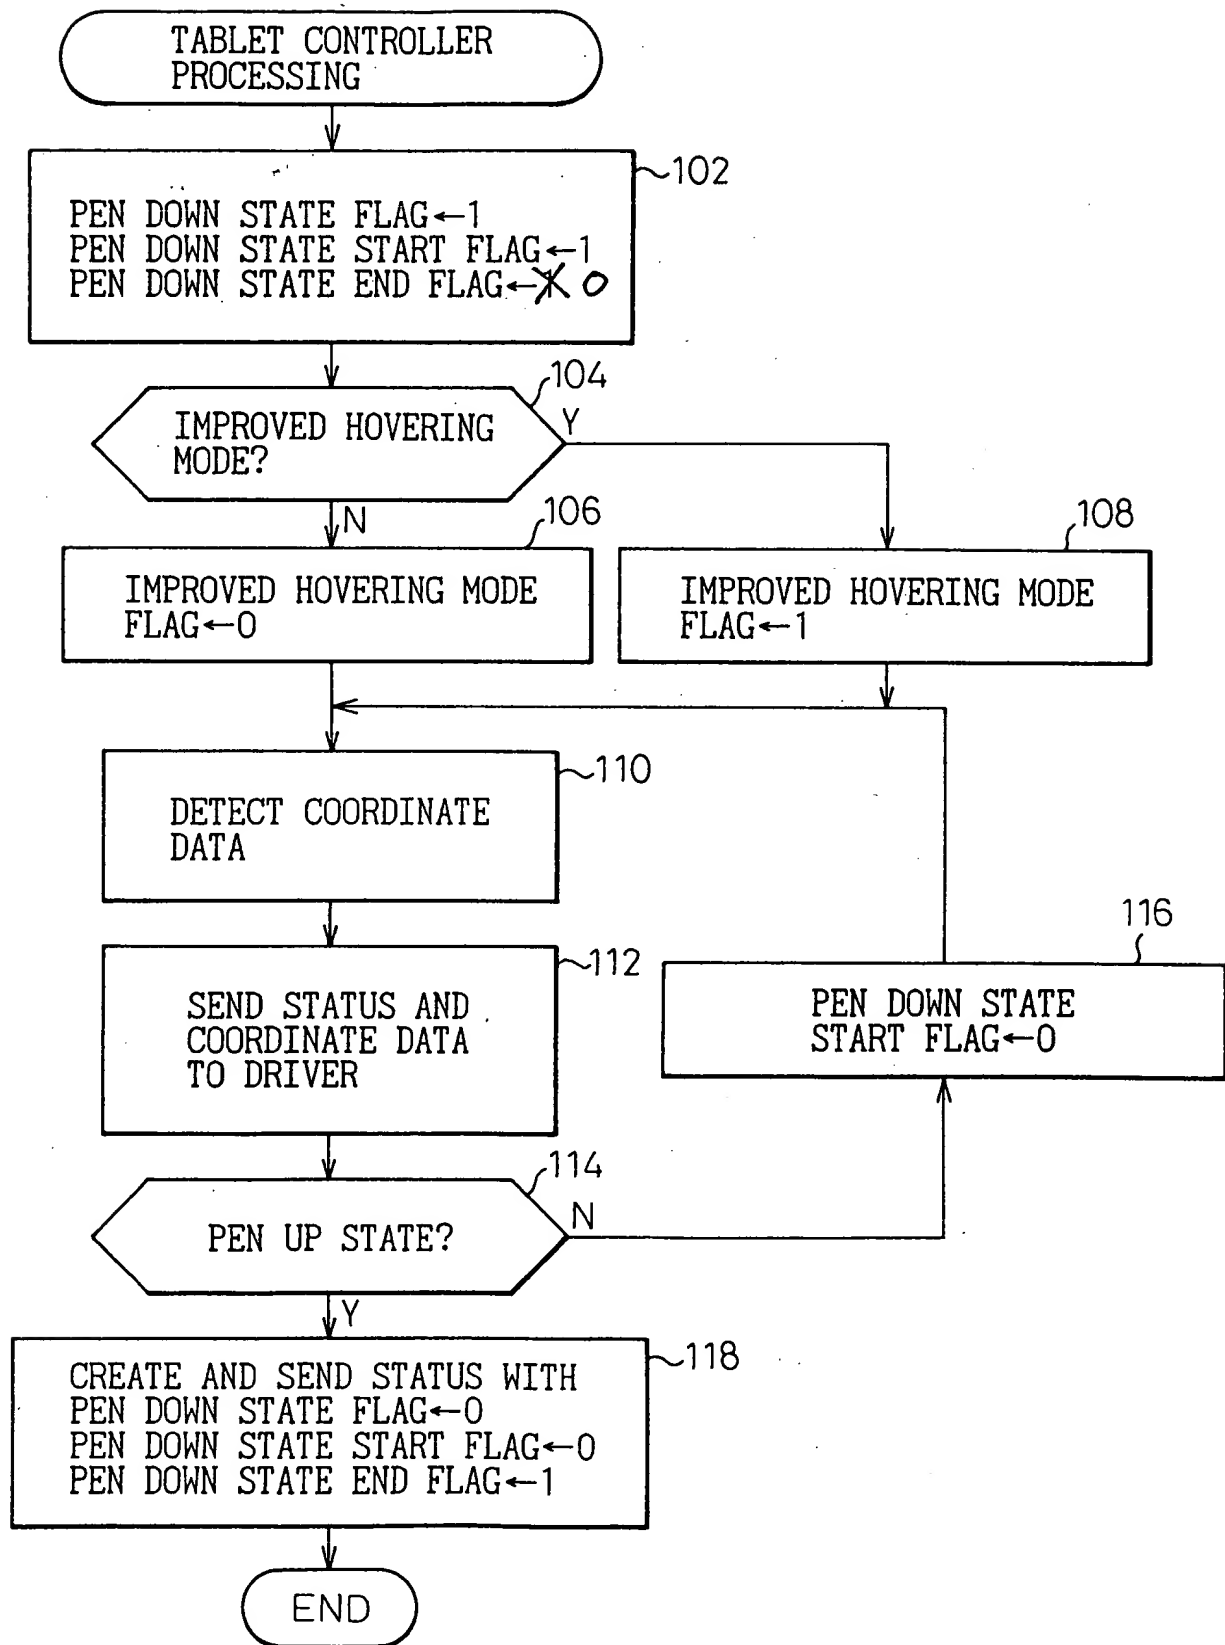 TABLET CONTROLLER
PROCESSING
102
PEN DOWN STATE FLAG←1
PEN DOWN STATE START FLAG←1
PEN DOWN STATE END FLAG← 0
104
IMPROVED HOVERING
MODE?
Y
N
106
IMPROVED HOVERING MODE
FLAG←0
108
IMPROVED HOVERING MODE
FLAG←1
110
DETECT COORDINATE
DATA
112
SEND STATUS AND
COORDINATE DATA
TO DRIVER
116
PEN DOWN STATE
START FLAG←0
114
PEN UP STATE?
N
Y
118
CREATE AND SEND STATUS WITH
PEN DOWN STATE FLAG←0
PEN DOWN STATE START FLAG←0
PEN DOWN STATE END FLAG←1
END